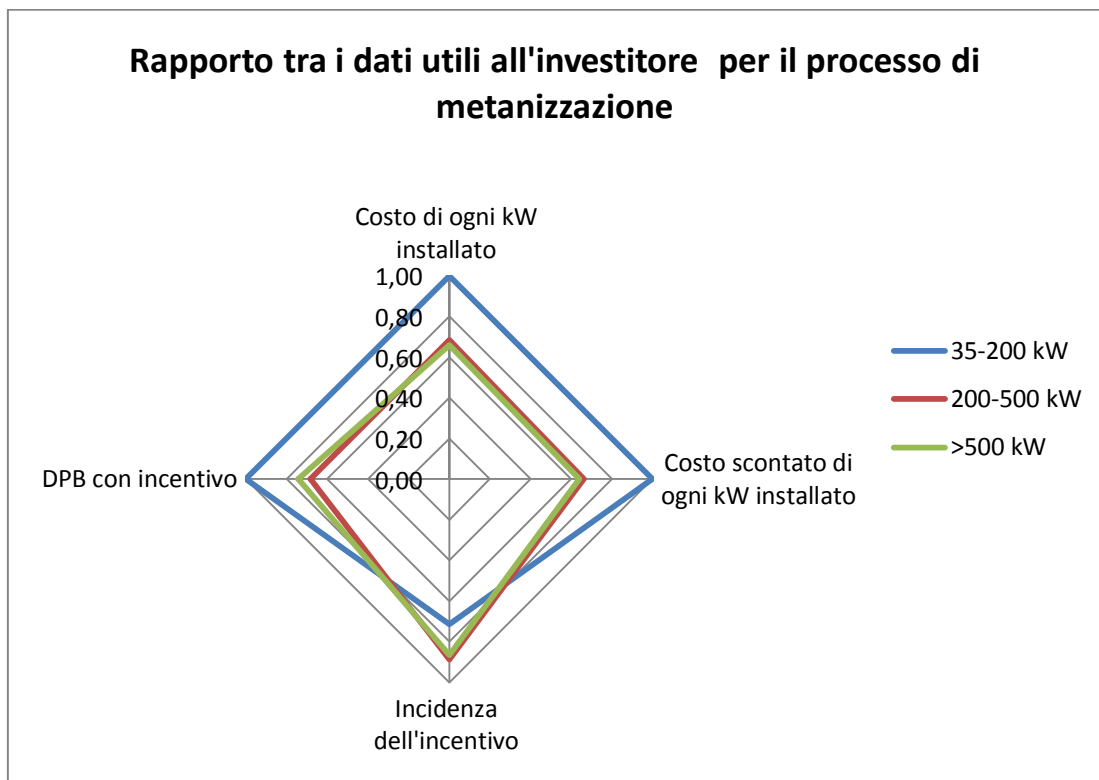 Rapporto tra i dati utili all'investitore  per il processo di
metanizzazione
Costo di ogni kW
installato
1,00
0,80
0,60
0,40
0,20
0,00
DPB con incentivo
Costo scontato di
ogni kW installato
Incidenza
dell'incentivo
35-200 kW
200-500 kW
>500 kW